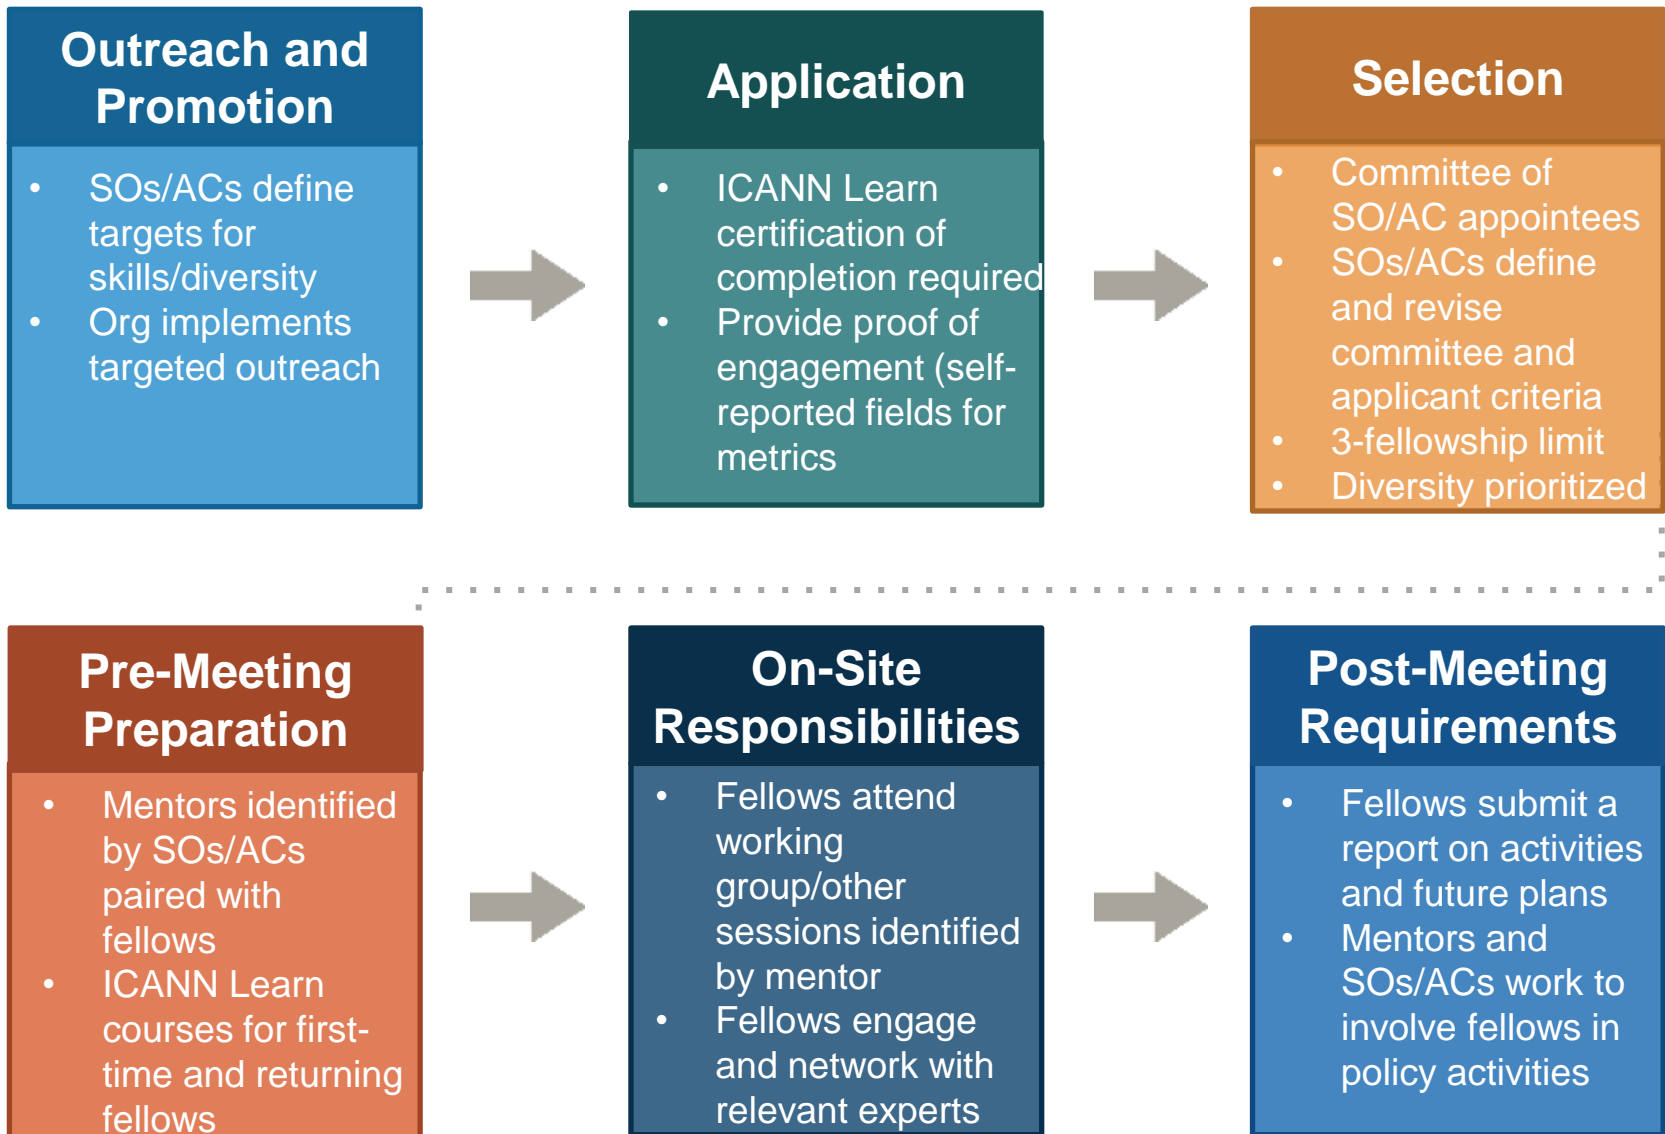 Outreach and
Promotion
• SOs/ACs define
targets for
skills/diversity
• Org implements
targeted outreach
Application
• ICANN Learn
certification of
completion required
• Provide proof of
engagement (self-
reported fields for
metrics
Selection
• Committee of
SO/AC appointees
• SOs/ACs define
and revise
committee and
applicant criteria
• 3-fellowship limit
• Diversity prioritized
Pre-Meeting
Preparation
• Mentors identified
by SOs/ACs
paired with
fellows
• ICANN Learn
courses for first-
time and returning
fellows
On-Site
Responsibilities
• Fellows attend
working
group/other
sessions identified
by mentor
• Fellows engage
and network with
relevant experts
Post-Meeting
Requirements
• Fellows submit a
report on activities
and future plans
• Mentors and
SOs/ACs work to
involve fellows in
policy activities